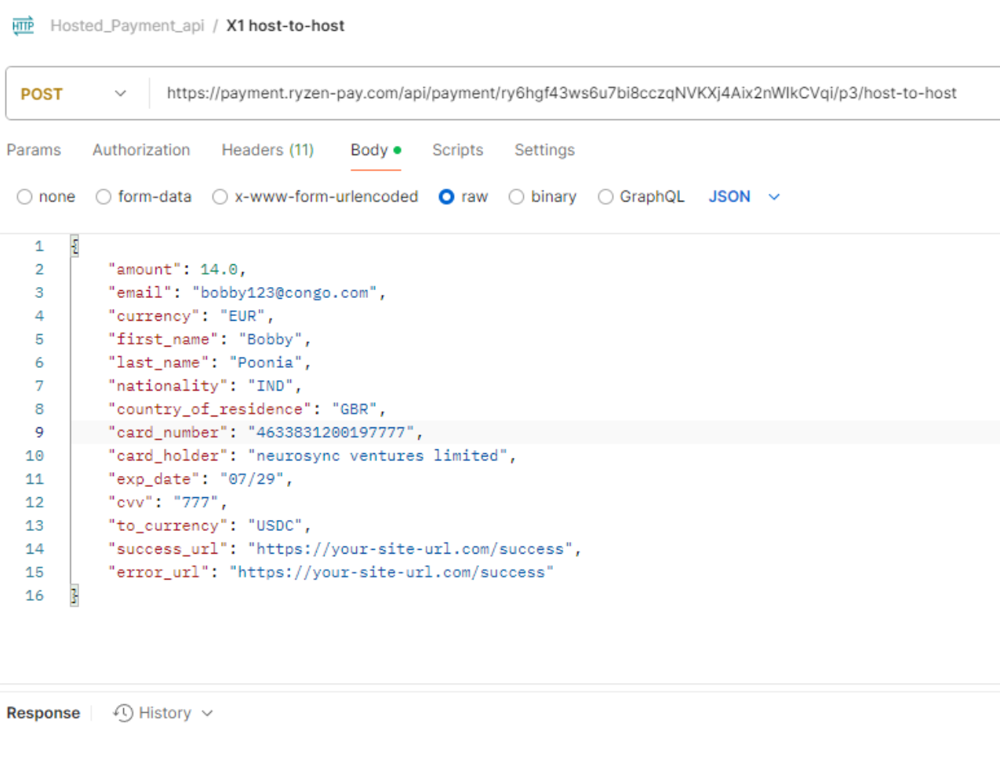 HTTP Hosted_Payment_api / X1 host-to-host
POST https://payment.ryzen-pay.com/api/payment/ry6hgf43ws6u7bi8cczqNVKXj4Aix2nWIkCVqi/p3/host-to-host
Params Authorization Headers (11) Body Scripts Settings
none form-data x-www-form-urlencoded raw binary GraphQL JSON
1 {
2 "amount": 14.0,
3 "email": "bobby123@congo.com",
4 "currency": "EUR",
5 "first_name": "Bobby",
6 "last_name": "Poonia",
7 "nationality": "IND",
8 "country_of_residence": "GBR",
9 "card_number": "4633831200197777",
10 "card_holder": "neurosync ventures limited",
11 "exp_date": "07/29",
12 "cvv": "777",
13 "to_currency": "USDC",
14 "success_url": "https://your-site-url.com/success",
15 "error_url": "https://your-site-url.com/success"
16 }
Response History